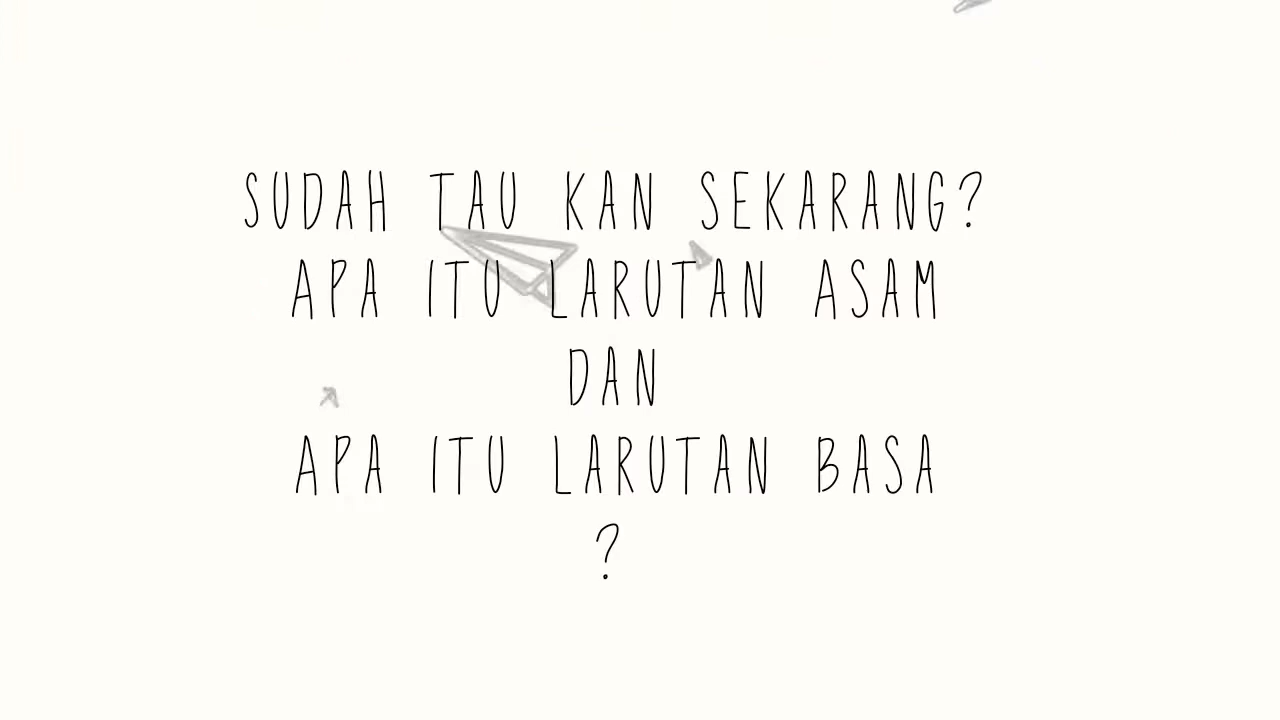 SUDAH TAU KAN SEKARANG?
APA ITU LARUTAN ASAM
DAN
APA ITU LARUTAN BASA
?